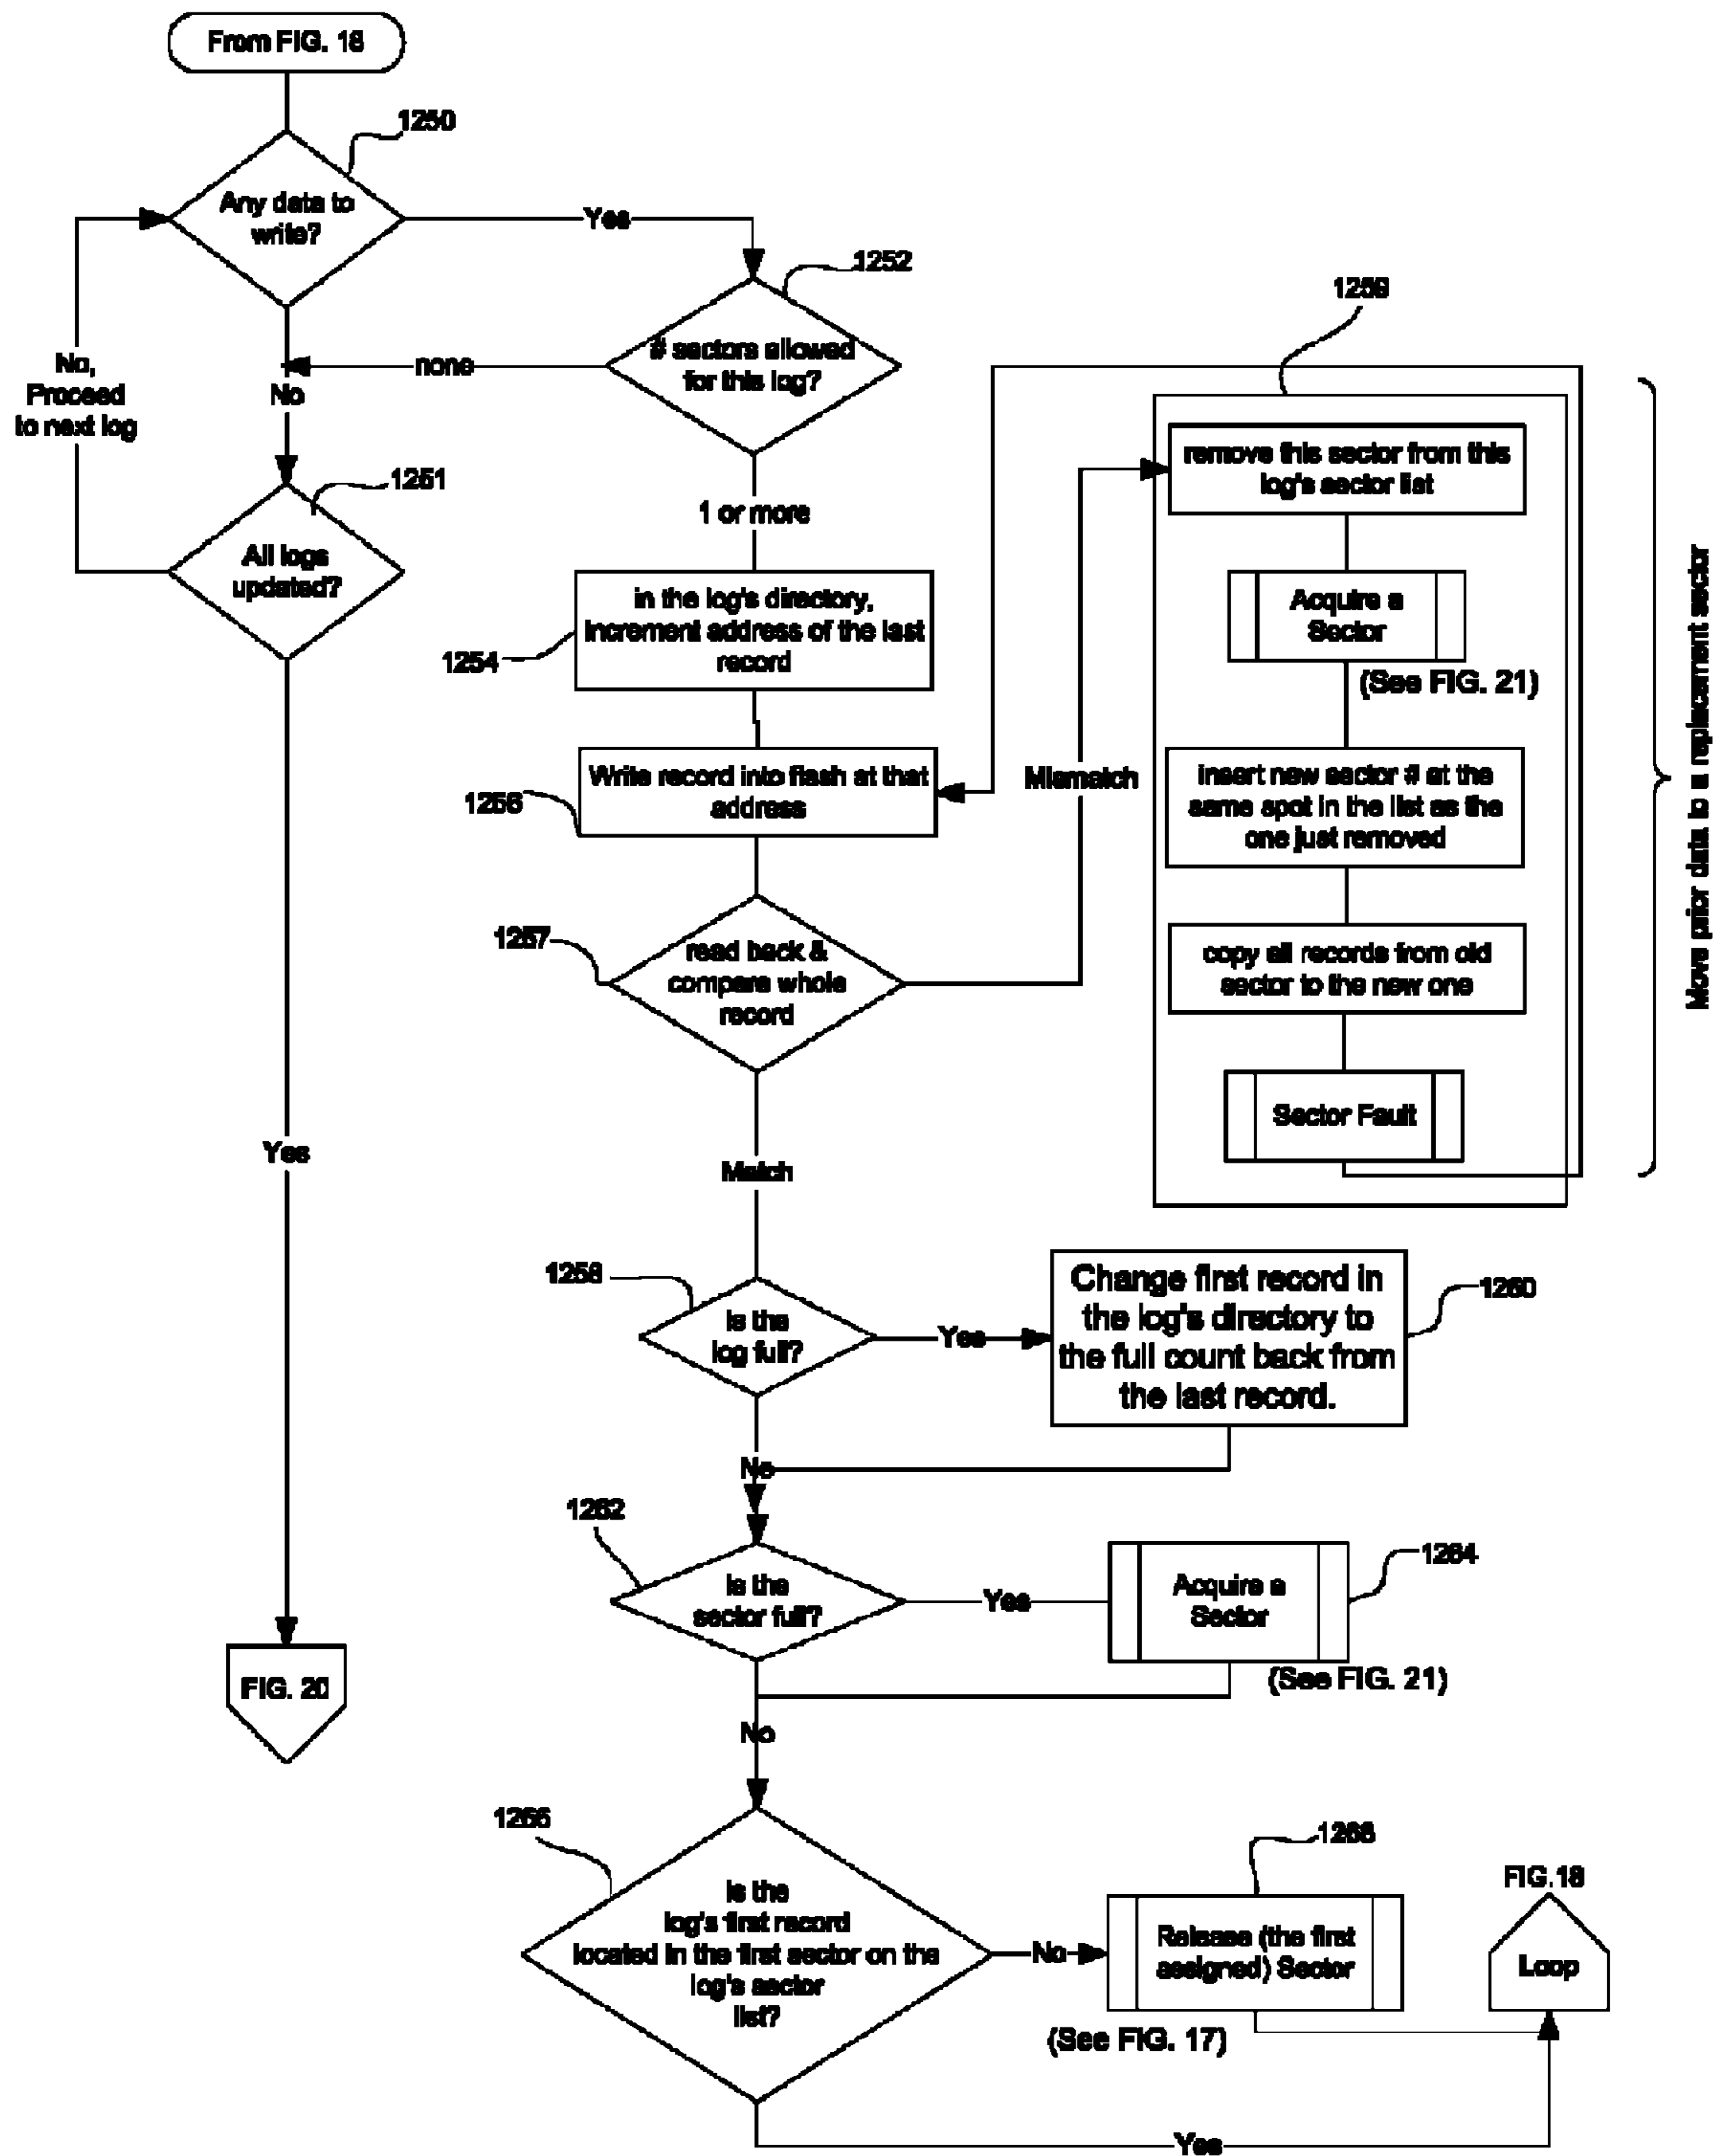 From FIG. 18
1250
Any data to
write?
Yes
1252
# sectors allowed
for this log?
none
No,
Proceed
to next log
No
1251
All logs
updated?
1 or more
in the log's directory,
increment address of the last
record
1254
Write record into flash at that
address
1256
1257
read back &
compare whole
record
Mismatch
1259
remove this sector from this
log's sector list
Acquire a
Sector
(See FIG. 21)
insert new sector # at the
same spot in the list as the
one just removed
copy all records from old
sector to the new one
Sector Fault
Move prior data to a replacement sector
Yes
Match
1258
Is the
log full?
Yes
Change first record in
the log's directory to
the full count back from
the last record.
1260
No
1262
Is the
sector full?
Yes
Acquire a
Sector
1264
(See FIG. 21)
FIG. 20
No
1266
Is the
log's first record
located in the first sector on the
log's sector
list?
No
1268
Release (the first
assigned) Sector
(See FIG. 17)
FIG.18
Loop
Yes